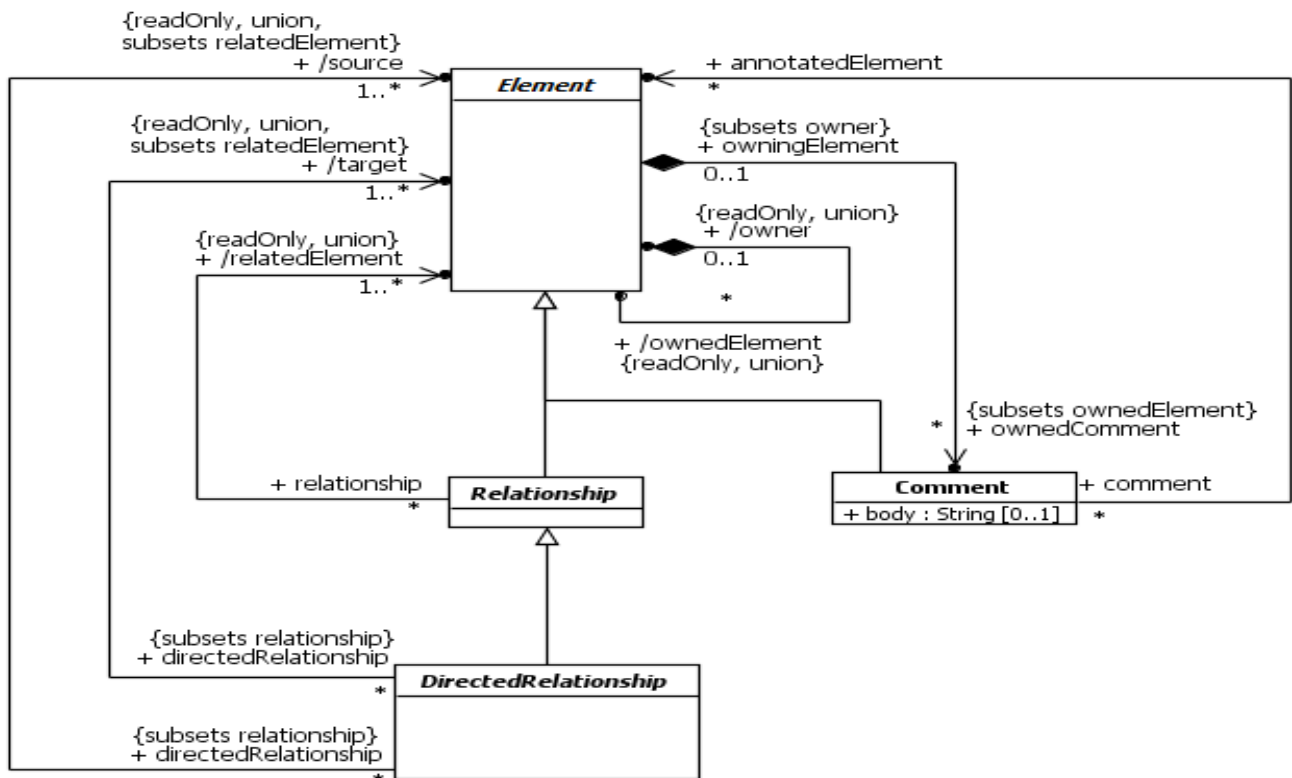 {readOnly, union,
subsets relatedElement}
+ /source
1..*
Element
+ annotatedElement
*
{readOnly, union,
subsets relatedElement}
+ /target
1..*
{subsets owner}
+ owningElement
0..1
{readOnly, union}
+ /relatedElement
1..*
{readOnly, union}
+ /owner
0..1
*
+ /ownedElement
{readOnly, union}
{subsets ownedElement}
* + ownedComment
+ relationship
*
Relationship
Comment
+ body : String [0..1]
+ comment
*
{subsets relationship}
+ directedRelationship
*
DirectedRelationship
{subsets relationship}
+ directedRelationship
*